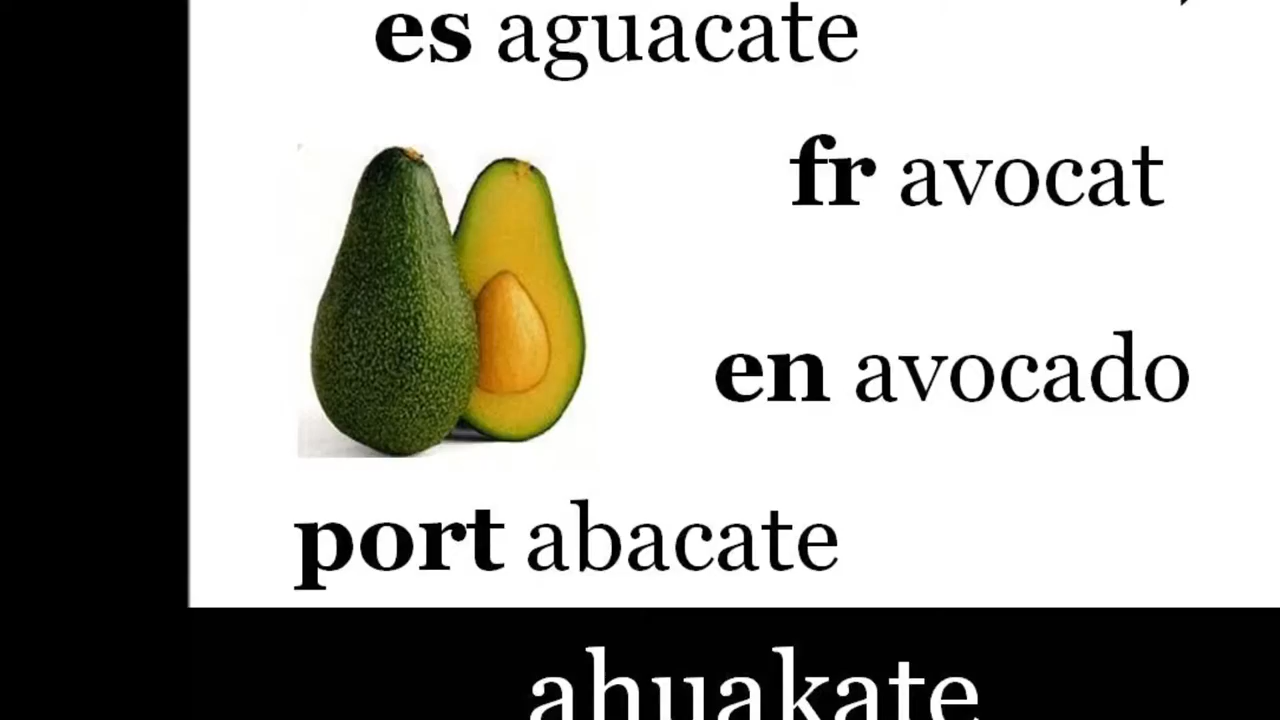 es aguacate
fr avocat
en avocado
port abacate
ahuakate